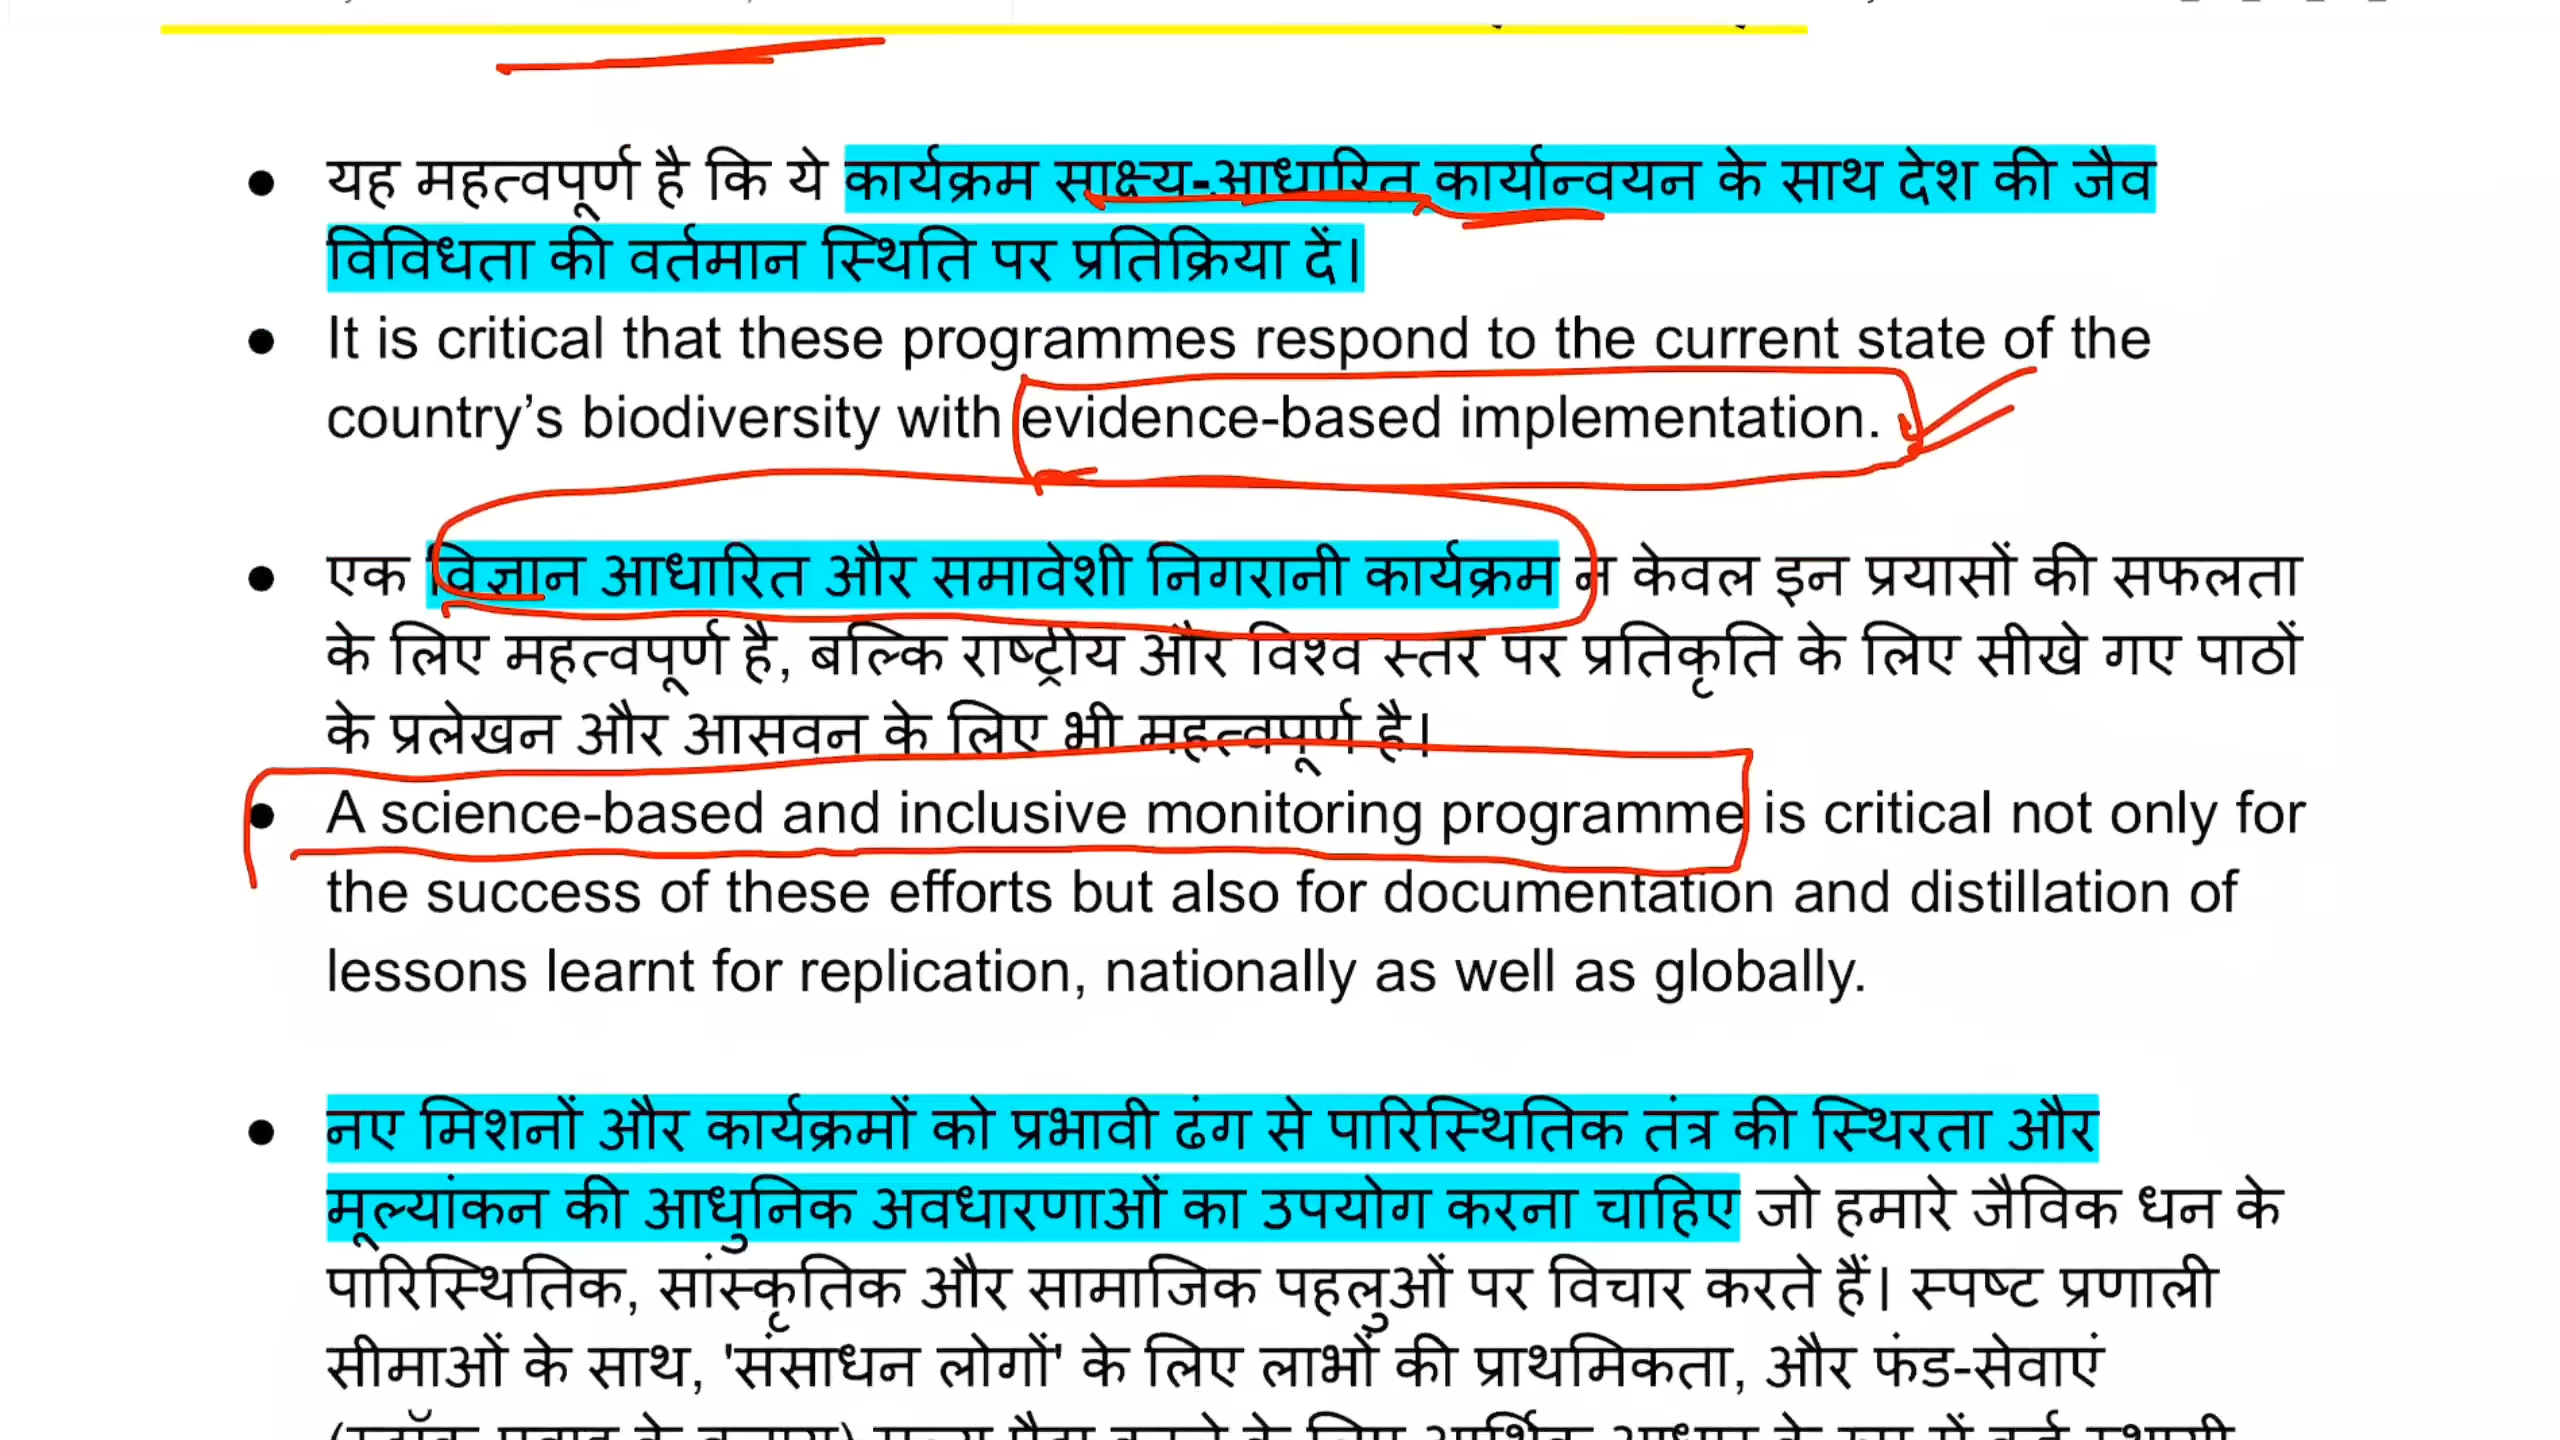 यह महत्वपूर्ण है कि ये कार्यक्रम साक्ष्य-आधारित कार्यान्वयन के साथ देश की जैव
विविधता की वर्तमान स्थिति पर प्रतिक्रिया दें।
It is critical that these programmes respond to the current state of the
country’s biodiversity with evidence-based implementation.
एक विज्ञान आधारित और समावेशी निगरानी कार्यक्रम न केवल इन प्रयासों की सफलता
के लिए महत्वपूर्ण है, बल्कि राष्ट्रीय और विश्व स्तर पर प्रतिकृति के लिए सीखे गए पाठों
के प्रलेखन और आसवन के लिए भी महत्वपूर्ण है।
A science-based and inclusive monitoring programme is critical not only for
the success of these efforts but also for documentation and distillation of
lessons learnt for replication, nationally as well as globally.
नए मिशनों और कार्यक्रमों को प्रभावी ढंग से पारिस्थितिक तंत्र की स्थिरता और
मूल्यांकन की आधुनिक अवधारणाओं का उपयोग करना चाहिए जो हमारे जैविक धन के
पारिस्थितिक, सांस्कृतिक और सामाजिक पहलुओं पर विचार करते हैं। स्पष्ट प्रणाली
सीमाओं के साथ, 'संसाधन लोगों' के लिए लाभों की प्राथमिकता, और फंड-सेवाएं